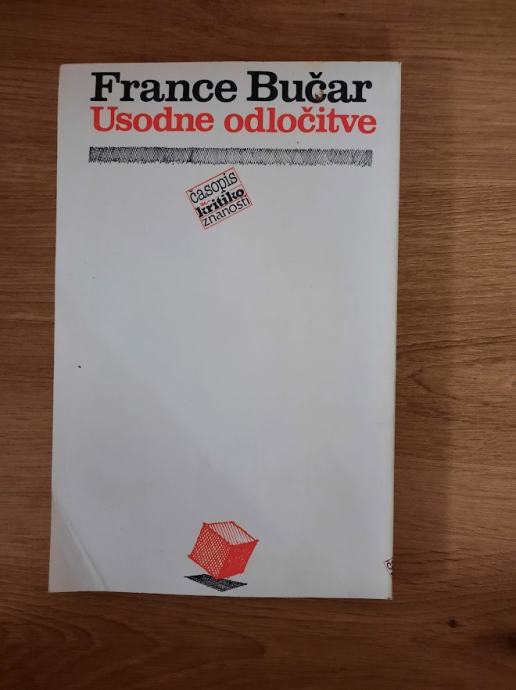 France Bučar
Usodne odločitve
časopis
za
kritiko
znanosti